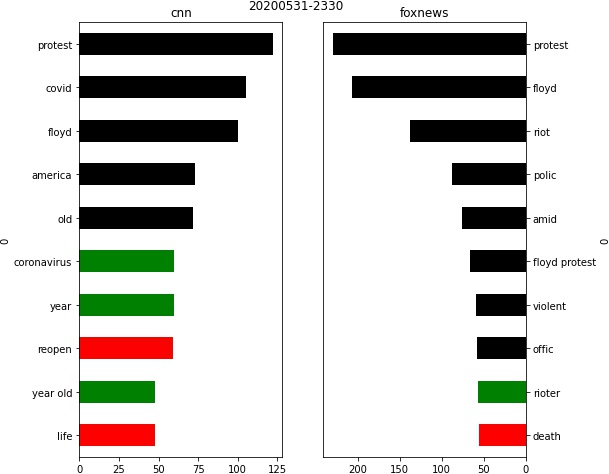 20200531-2330
cnn
foxnews
protest
covid
floyd
america
old
coronavirus
year
reopen
year old
life
0
0 25 50 75 100 125
protest
floyd
riot
polic
amid
floyd protest
violent
offic
rioter
death
0
200 150 100 50 0